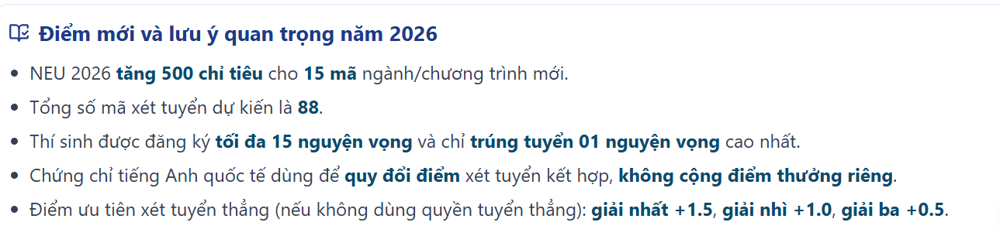 Điểm mới và lưu ý quan trọng năm 2026
• NEU 2026 tăng 500 chỉ tiêu cho 15 mã ngành/chương trình mới.
• Tổng số mã xét tuyển dự kiến là 88.
• Thí sinh được đăng ký tối đa 15 nguyện vọng và chỉ trúng tuyển 01 nguyện vọng cao nhất.
• Chứng chỉ tiếng Anh quốc tế dùng để quy đổi điểm xét tuyển kết hợp, không cộng điểm thưởng riêng.
• Điểm ưu tiên xét tuyển thẳng (nếu không dùng quyền tuyển thẳng): giải nhất +1.5, giải nhì +1.0, giải ba +0.5.